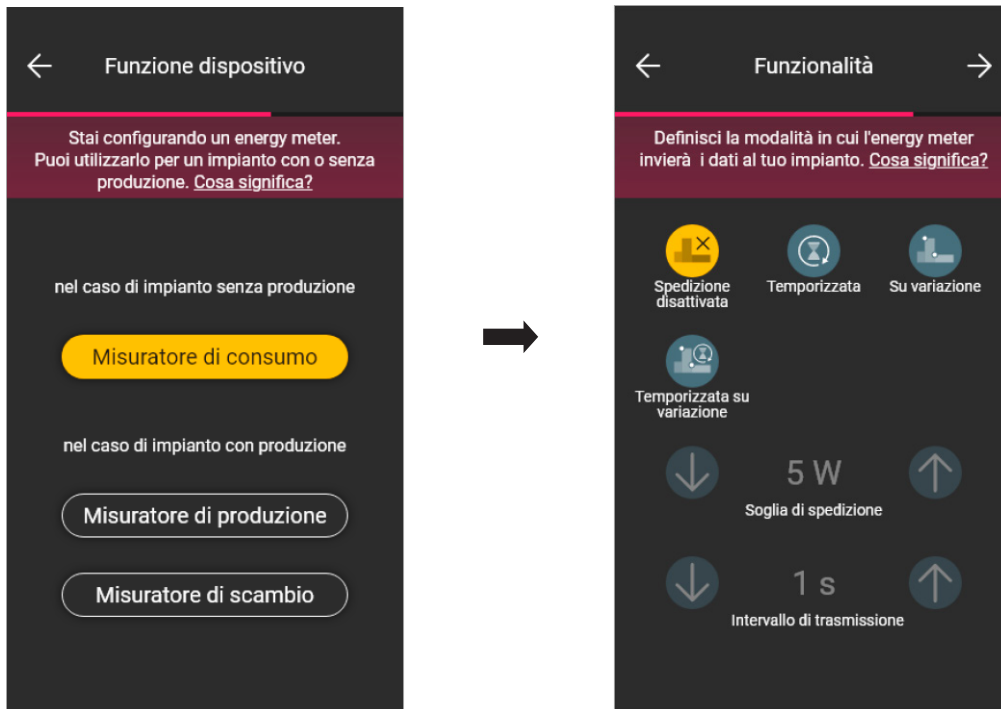 Funzione dispositivo
Stai configurando un energy meter.
Puoi utilizzarlo per un impianto con o senza
produzione. Cosa significa?
nel caso di impianto senza produzione
Misuratore di consumo
nel caso di impianto con produzione
Misuratore di produzione
Misuratore di scambio
Funzionalità
Definisci la modalità in cui l'energy meter
invierà i dati al tuo impianto. Cosa significa?
Spedizione
disattivata
Temporizzata
Su variazione
Temporizzata su
variazione
5 W
Soglia di spedizione
1 s
Intervallo di trasmissione